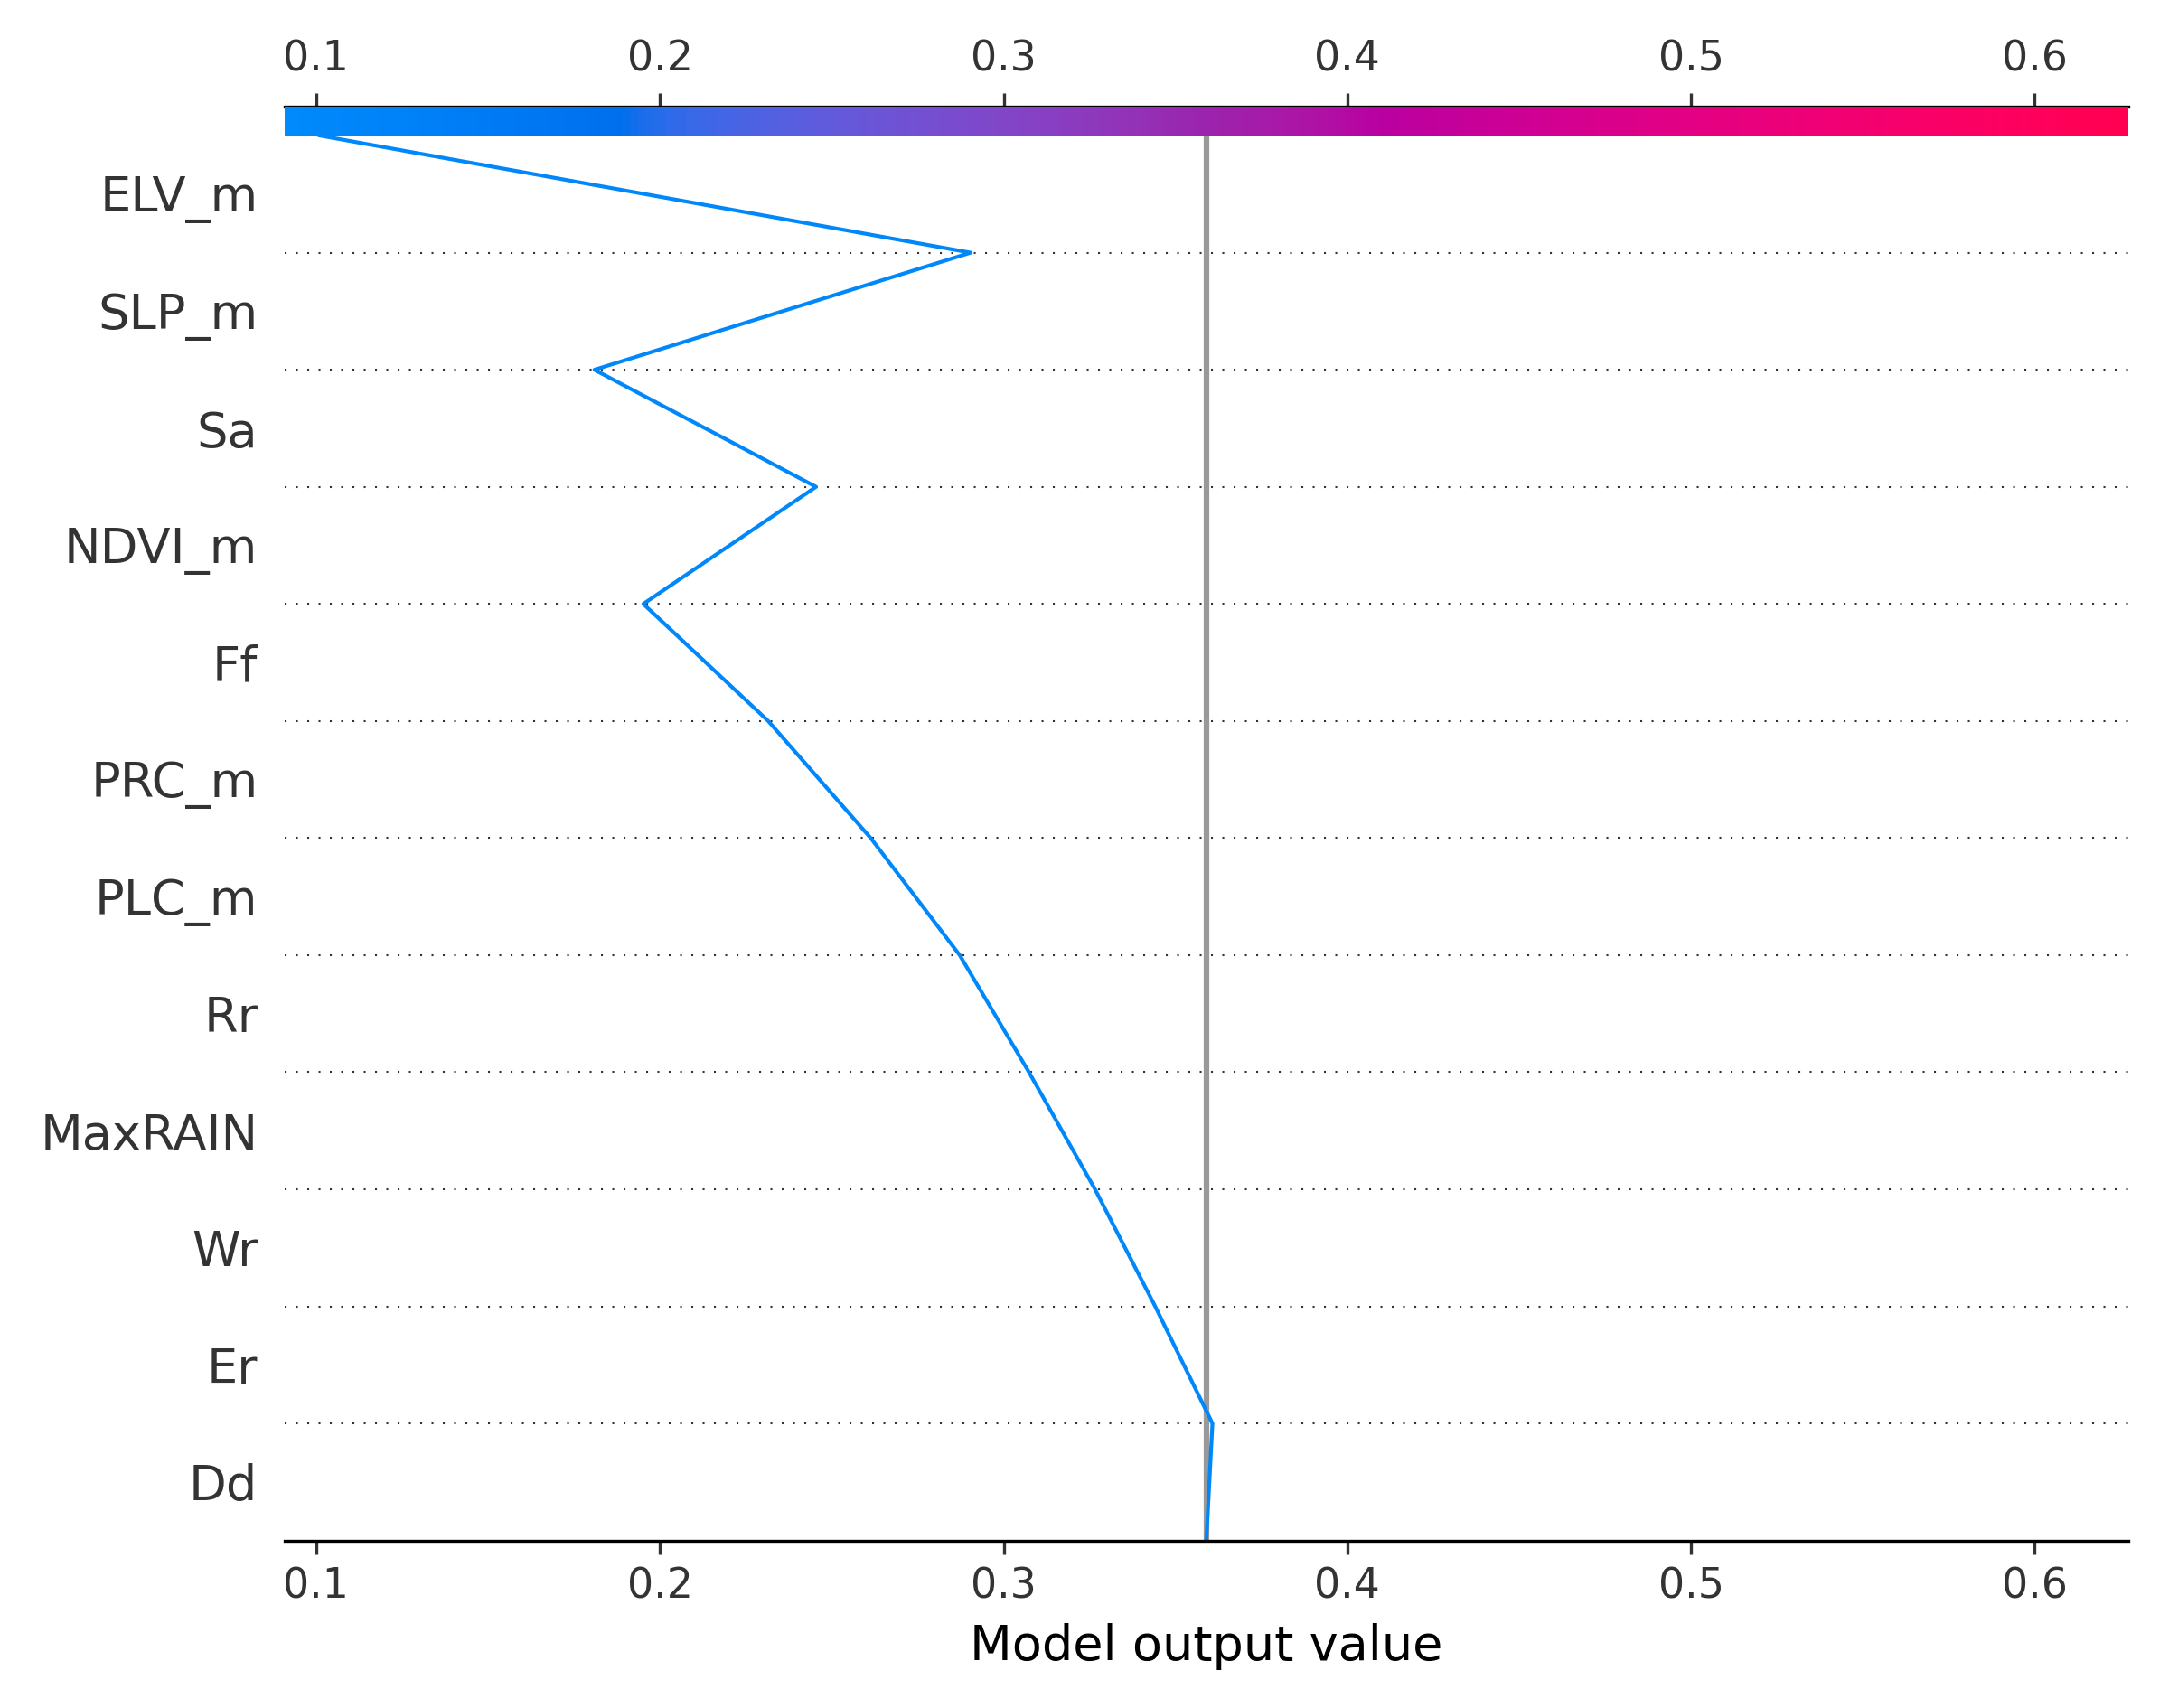 0.1 0.2 0.3 0.4 0.5 0.6
ELV_m
SLP_m
Sa
NDVI_m
Ff
PRC_m
PLC_m
Rr
MaxRAIN
Wr
Er
Dd
0.1 0.2 0.3 0.4 0.5 0.6
Model output value